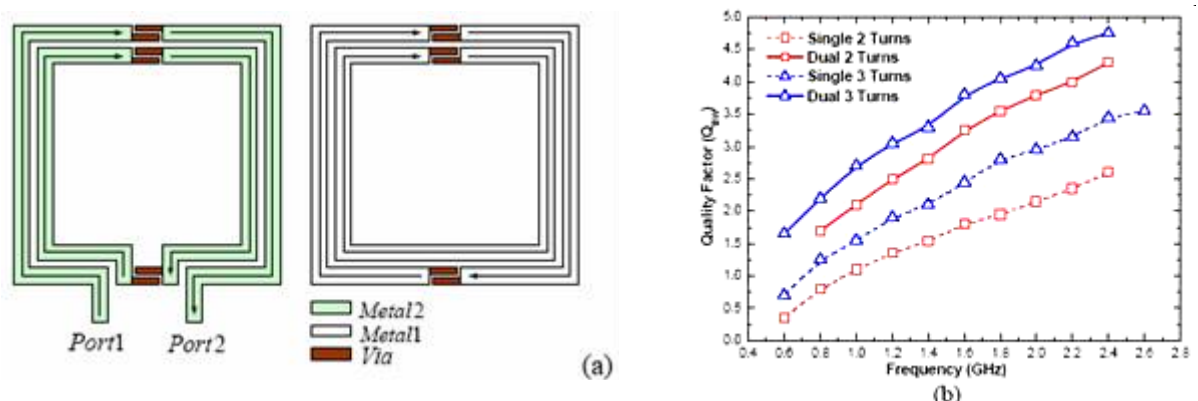 Port1
Port2
Metal2
Metal1
Via
(a)
Single 2 Turns
Dual 2 Turns
Single 3 Turns
Dual 3 Turns
Quality Factor
5.0
4.5
4.0
3.5
3.0
2.5
2.0
1.5
1.0
0.5
0.0
0.4 0.6 0.8 1.0 1.2 1.4 1.6 1.8 2.0 2.2 2.4 2.6 2.8
Frequency (GHz)
(b)